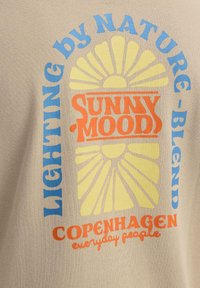 LIGHTING by NATURE - BLEND
SUNNY
MOOD
COPENHAGEN
everyday people